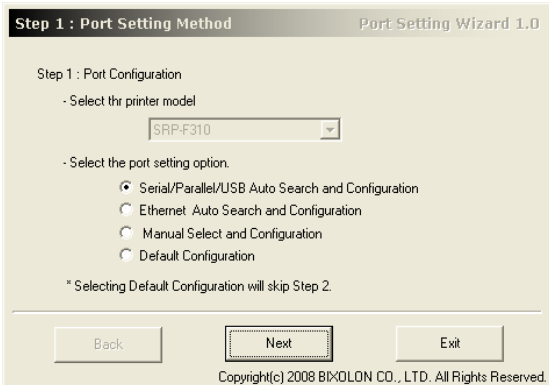 Step 1 : Port Setting Method
Port Setting Wizard 1.0
Step 1 : Port Configuration
- Select thr printer model
SRP-F310
- Select the port setting option.
Serial/Parallel/USB Auto Search and Configuration
Ethernet Auto Search and Configuration
Manual Select and Configuration
Default Configuration
* Selecting Default Configuration will skip Step 2.
Back
Next
Exit
Copyright(c) 2008 BIXOLON CO., LTD. All Rights Reserved.